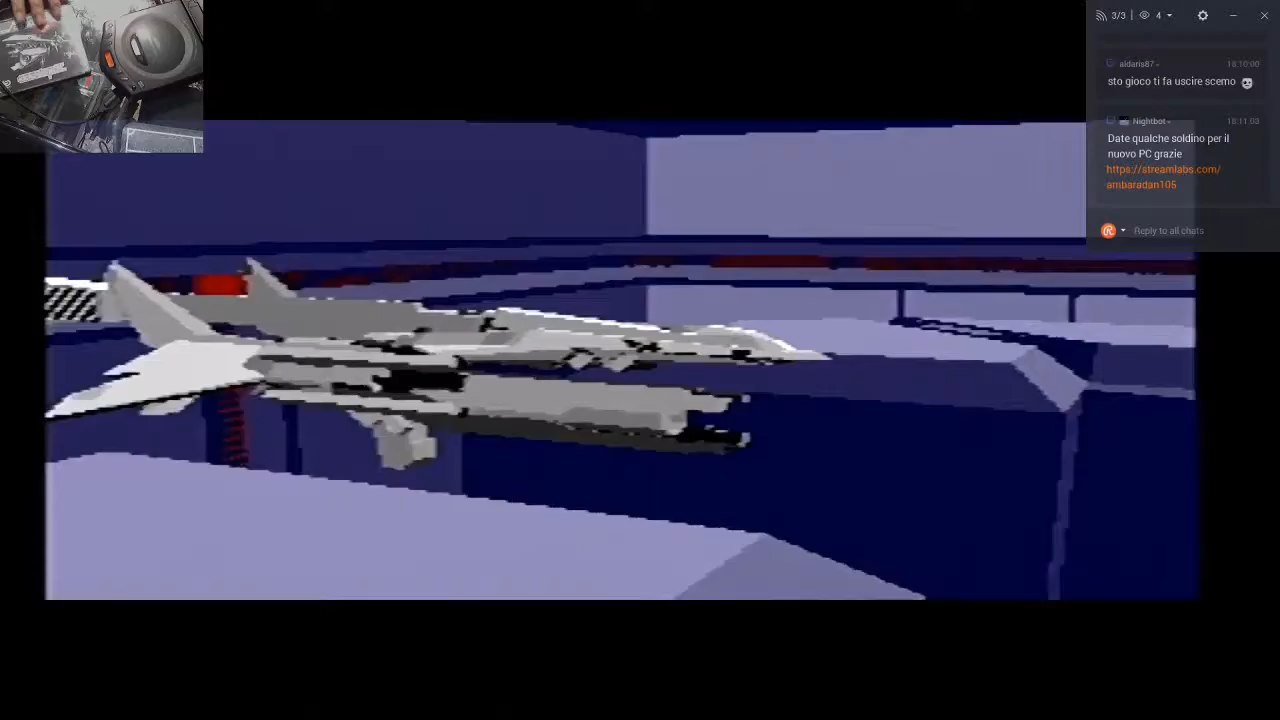 3/3 | 4
aldaris87 18:10:00
sto gioco ti fa uscire scemo
Nightbot 18:11:03
Date qualche soldino per il
nuovo PC grazie
https://streamlabs.com/
ambaradan105
Reply to all chats